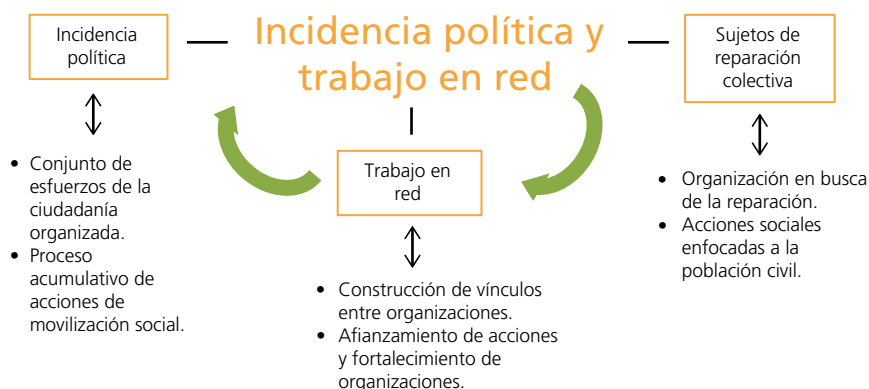 Incidencia política y
trabajo en red
Incidencia
política
• Conjunto de
esfuerzos de la
ciudadanía
organizada.
• Proceso
acumulativo de
acciones de
movilización social.
Trabajo en
red
• Construcción de vínculos
entre organizaciones.
• Afianzamiento de acciones
y fortalecimiento de
organizaciones.
Sujetos de
reparación
colectiva
• Organización en busca
de la reparación.
• Acciones sociales
enfocadas a la
población civil.